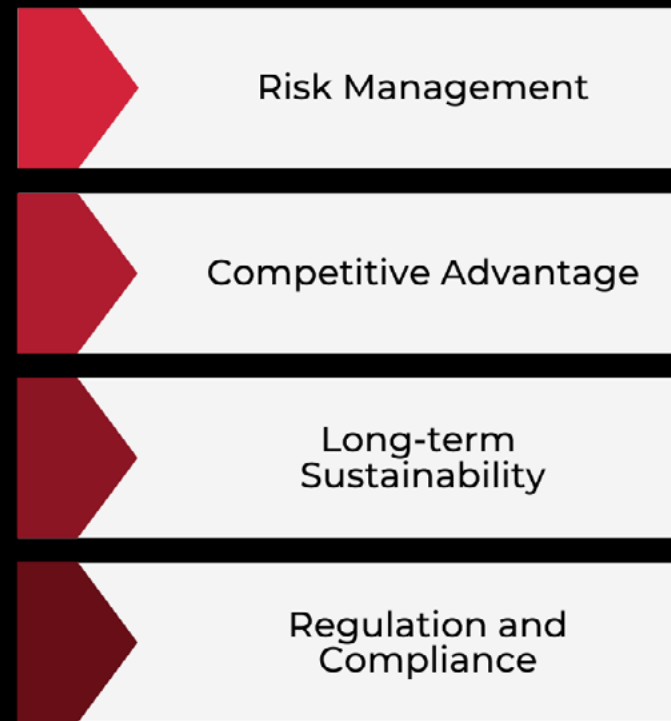 Risk Management
Competitive Advantage
Long-term
Sustainability
Regulation and
Compliance